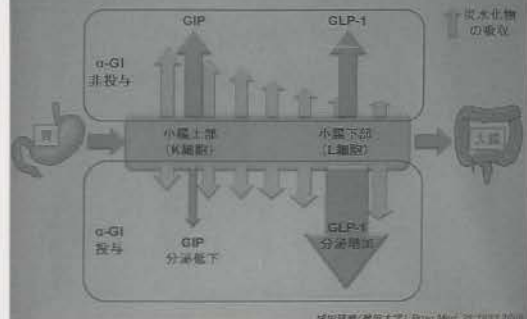 GIP
GLP-1
炭水化物
の吸収
α-GI
非投与
胃
小腸上部
(K細胞)
小腸下部
(L細胞)
大腸
α-GI
投与
GIP
分泌低下
GLP-1
分泌増加